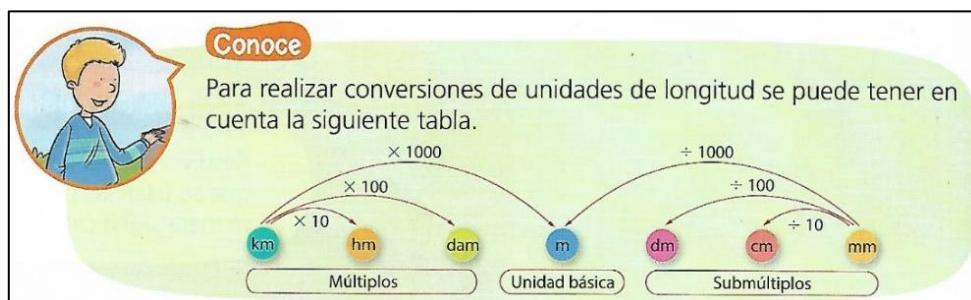 Conoce
Para realizar conversiones de unidades de longitud se puede tener en
cuenta la siguiente tabla.
× 1000
÷ 1000
× 100
÷ 100
× 10
÷ 10
km hm dam m dm cm mm
Múltiplos Unidad básica Submúltiplos